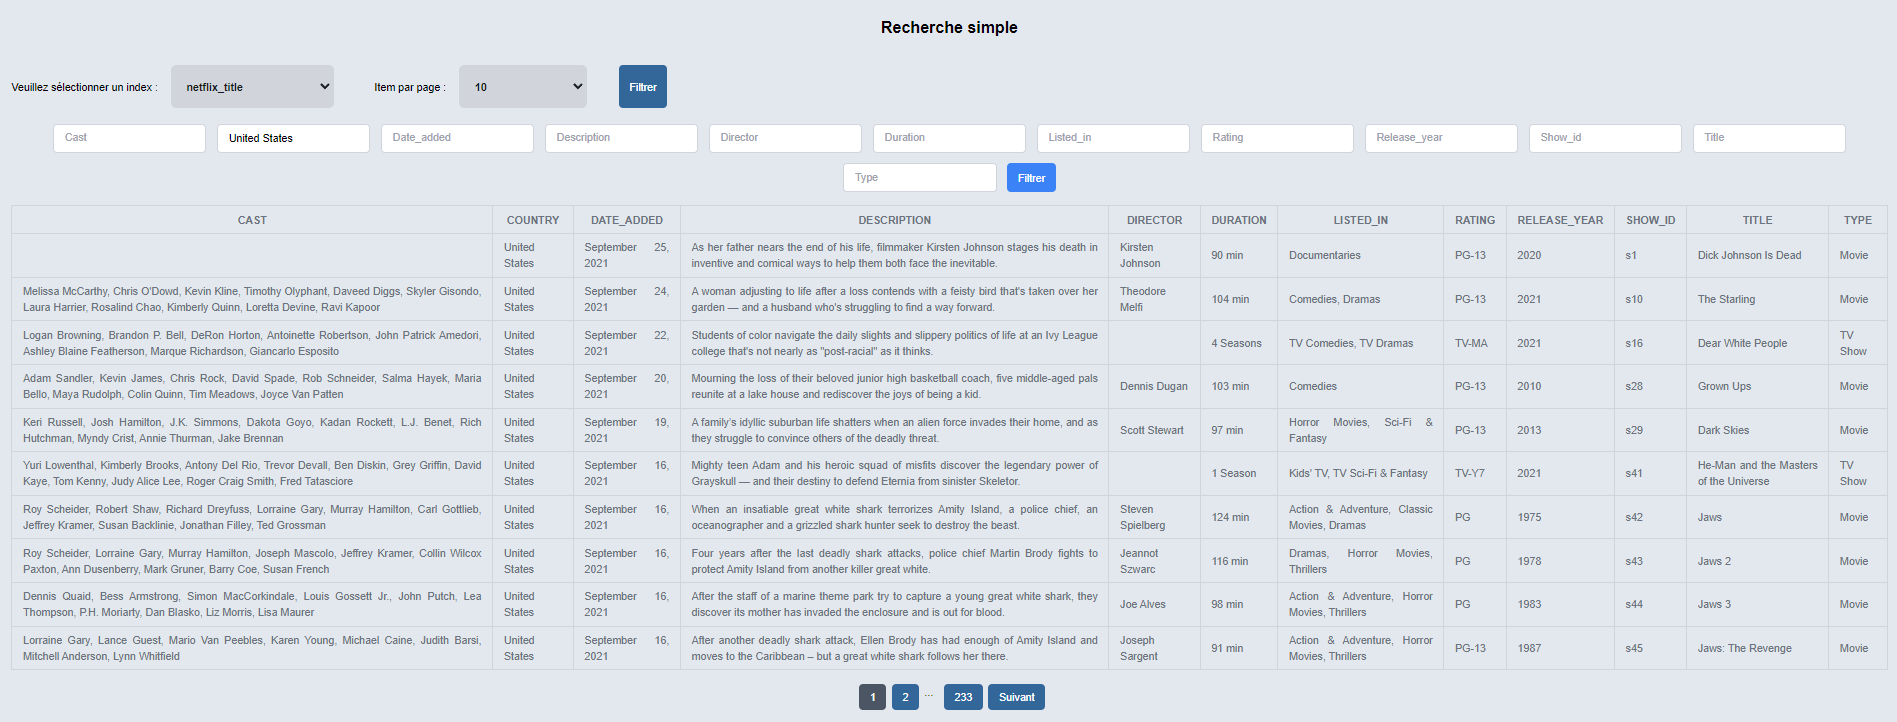 Recherche simple
Veuillez sélectionner un index : netflix_title Item par page : 10 Filtrer
Cast United States Date_added Description Director Duration Listed_in Rating Release_year Show_id Title
Type Filtrer
CAST COUNTRY DATE_ADDED DESCRIPTION DIRECTOR DURATION LISTED_IN RATING RELEASE_YEAR SHOW_ID TITLE TYPE
United States September 25, 2021 As her father nears the end of his life, filmmaker Kirsten Johnson stages his death in inventive and comical ways to help them both face the inevitable. Kirsten Johnson 90 min Documentaries PG-13 2020 s1 Dick Johnson Is Dead Movie
Melissa McCarthy, Chris O'Dowd, Kevin Kline, Timothy Olyphant, Daveed Diggs, Skyler Gisondo, Laura Harrier, Rosalind Chao, Kimberly Quinn, Loretta Devine, Ravi Kapoor United States September 24, 2021 A woman adjusting to life after a loss contends with a feisty bird that's taken over her garden — and a husband who's struggling to find a way forward. Theodore Melfi 104 min Comedies, Dramas PG-13 2021 s10 The Starling Movie
Logan Browning, Brandon P. Bell, DeRon Horton, Antoinette Robertson, John Patrick Amedori, Ashley Blaine Featherson, Marque Richardson, Giancarlo Esposito United States September 22, 2021 Students of color navigate the daily slights and slippery politics of life at an Ivy League college that's not nearly as "post-racial" as it thinks. 4 Seasons TV Comedies, TV Dramas TV-MA 2021 s16 Dear White People TV Show
Adam Sandler, Kevin James, Chris Rock, David Spade, Rob Schneider, Salma Hayek, Maria Bello, Maya Rudolph, Colin Quinn, Tim Meadows, Joyce Van Patten United States September 20, 2021 Mourning the loss of their beloved junior high basketball coach, five middle-aged pals reunite at a lake house and rediscover the joys of being a kid. Dennis Dugan 103 min Comedies PG-13 2010 s28 Grown Ups Movie
Keri Russell, Josh Hamilton, J.K. Simmons, Dakota Goyo, Kadan Rockett, L.J. Benet, Rich Hutchman, Myndy Crist, Annie Thurman, Jake Brennan United States September 19, 2021 A family's idyllic suburban life shatters when an alien force invades their home, and as they struggle to convince others of the deadly threat. Scott Stewart 97 min Horror Movies, Sci-Fi & Fantasy PG-13 2013 s29 Dark Skies Movie
Yuri Lowenthal, Kimberly Brooks, Antony Del Rio, Trevor Devall, Ben Diskin, Grey Griffin, David Kaye, Tom Kenny, Judy Alice Lee, Roger Craig Smith, Fred Tatasciore United States September 16, 2021 Mighty teen Adam and his heroic squad of misfits discover the legendary power of Grayskull — and their destiny to defend Eternia from sinister Skeletor. 1 Season Kids' TV, TV Sci-Fi & Fantasy TV-Y7 2021 s41 He-Man and the Masters of the Universe TV Show
Roy Scheider, Robert Shaw, Richard Dreyfuss, Lorraine Gary, Murray Hamilton, Carl Gottlieb, Jeffrey Kramer, Susan Backlinie, Jonathan Filley, Ted Grossman United States September 16, 2021 When an insatiable great white shark terrorizes Amity Island, a police chief, an oceanographer and a grizzled shark hunter seek to destroy the beast. Steven Spielberg 124 min Action & Adventure, Classic Movies, Dramas PG 1975 s42 Jaws Movie
Roy Scheider, Lorraine Gary, Murray Hamilton, Joseph Mascolo, Jeffrey Kramer, Collin Wilcox Paxton, Ann Dusenberry, Mark Gruner, Barry Coe, Susan French United States September 16, 2021 Four years after the last deadly shark attacks, police chief Martin Brody fights to protect Amity Island from another killer great white. Jeannot Szwarc 116 min Dramas, Horror Movies, Thrillers PG 1978 s43 Jaws 2 Movie
Dennis Quaid, Bess Armstrong, Simon MacCorkindale, Louis Gossett Jr., John Putch, Lea Thompson, P.H. Moriarty, Dan Blasko, Liz Morris, Lisa Maurer United States September 16, 2021 After the staff of a marine theme park try to capture a young great white shark, they discover its mother has invaded the enclosure and is out for blood. Joe Alves 98 min Action & Adventure, Horror Movies, Thrillers PG 1983 s44 Jaws 3 Movie
Lorraine Gary, Lance Guest, Mario Van Peebles, Karen Young, Michael Caine, Judith Barsi, Mitchell Anderson, Lynn Whitfield United States September 16, 2021 After another deadly shark attack, Ellen Brody has had enough of Amity Island and moves to the Caribbean – but a great white shark follows her there. Joseph Sargent 91 min Action & Adventure, Horror Movies, Thrillers PG-13 1987 s45 Jaws: The Revenge Movie
1 2 ... 233 Suivant